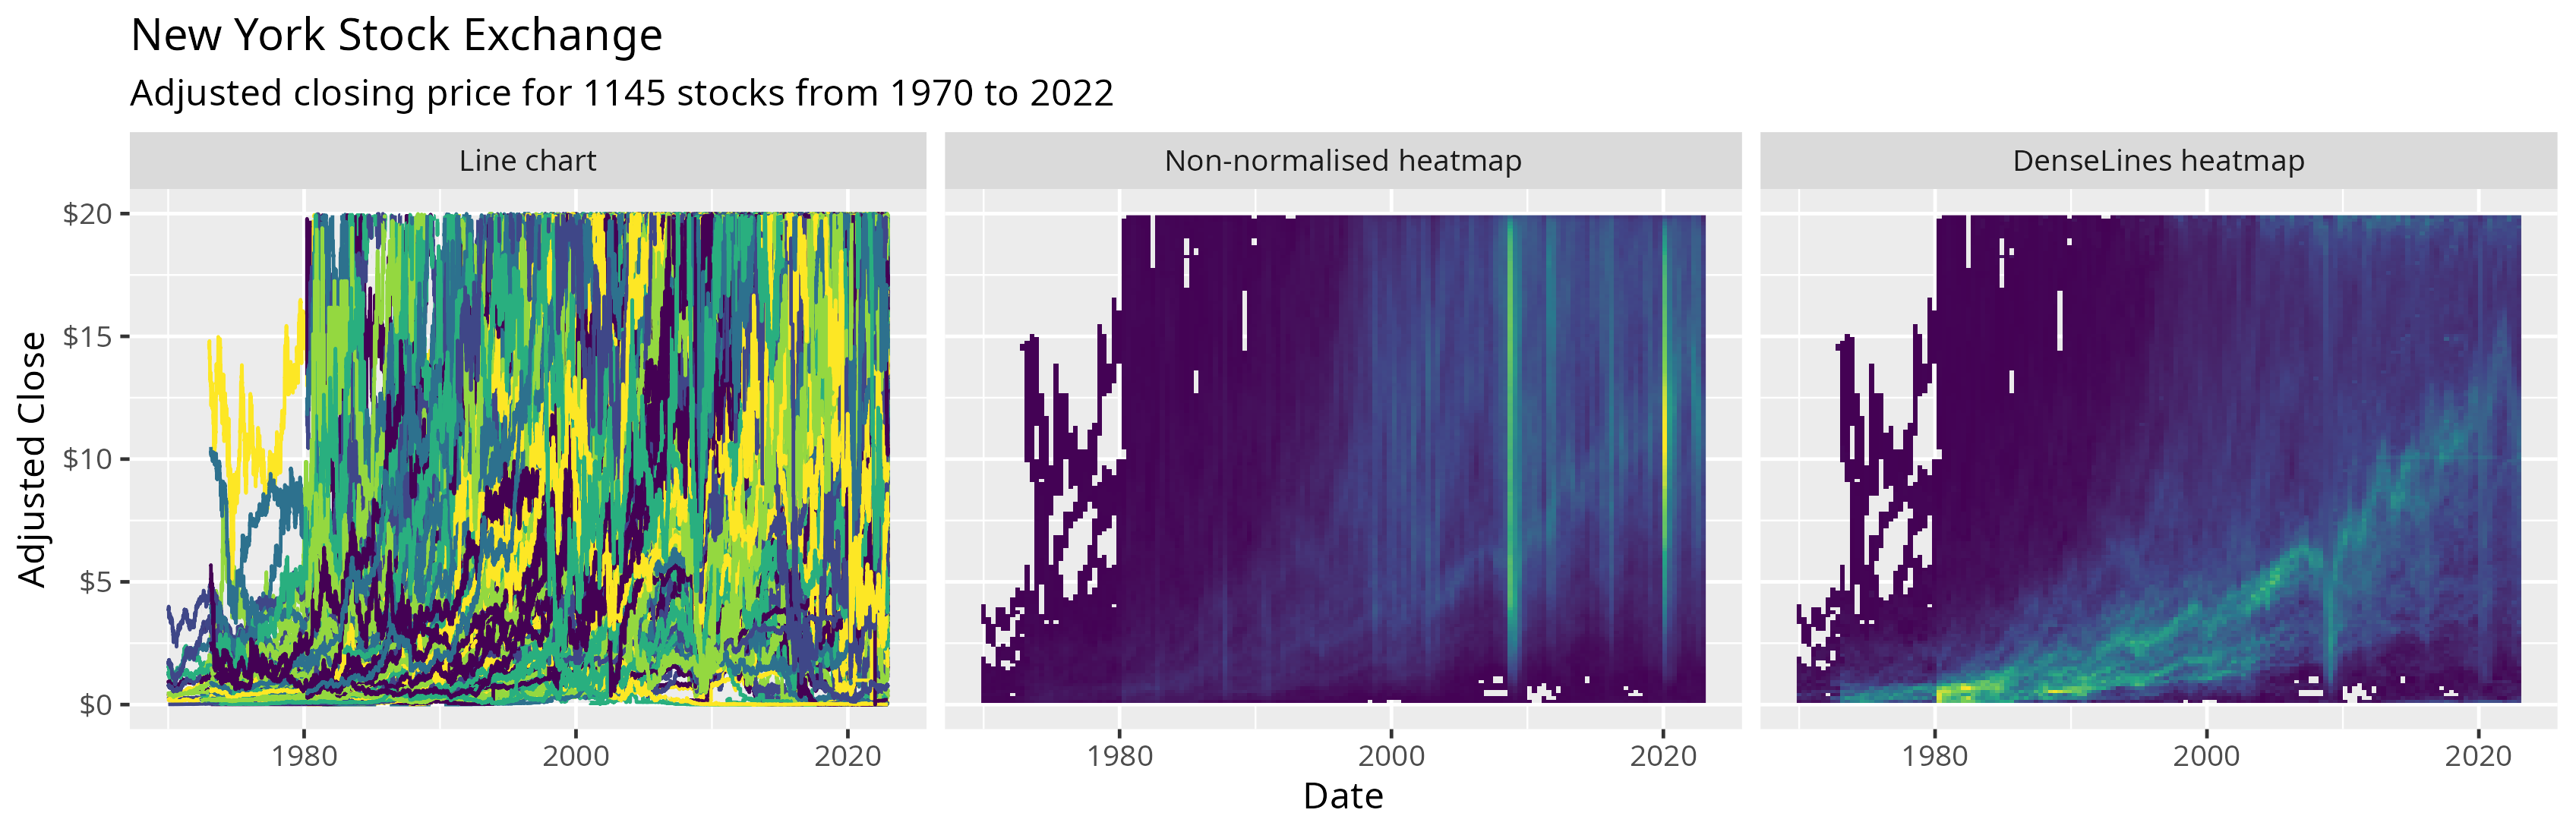 New York Stock Exchange
Adjusted closing price for 1145 stocks from 1970 to 2022
Line chart
Non-normalised heatmap
DenseLines heatmap
Adjusted Close
$20
$15
$10
$5
$0
1980 2000 2020
1980 2000 2020
1980 2000 2020
Date